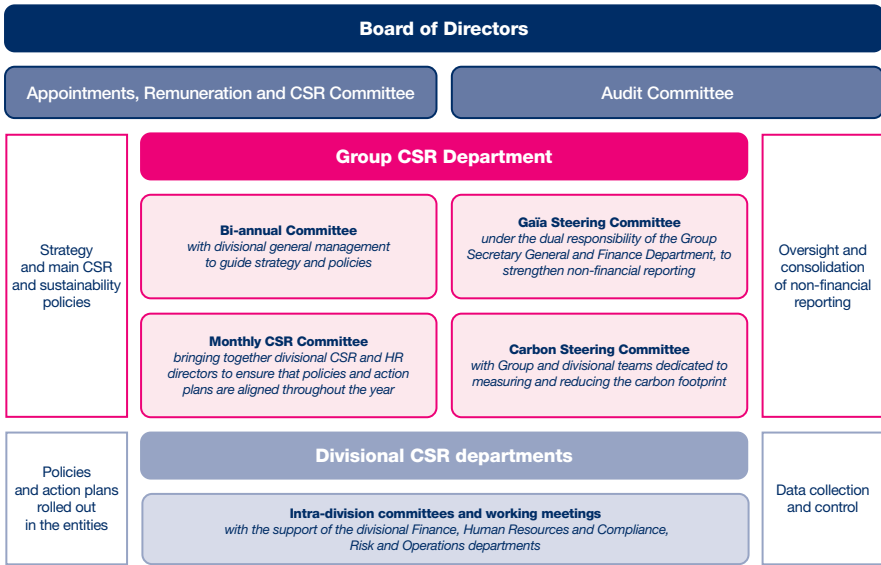 Board of Directors
Appointments, Remuneration and CSR Committee
Audit Committee
Strategy
and main CSR
and sustainability
policies
Group CSR Department
Bi-annual Committee
with divisional general management
to guide strategy and policies
Gaïa Steering Committee
under the dual responsibility of the Group
Secretary General and Finance Department, to
strengthen non-financial reporting
Monthly CSR Committee
bringing together divisional CSR and HR
directors to ensure that policies and action
plans are aligned throughout the year
Carbon Steering Committee
with Group and divisional teams dedicated to
measuring and reducing the carbon footprint
Oversight and
consolidation
of non-financial
reporting
Policies
and action plans
rolled out
in the entities
Divisional CSR departments
Intra-division committees and working meetings
with the support of the divisional Finance, Human Resources and Compliance,
Risk and Operations departments
Data collection
and control